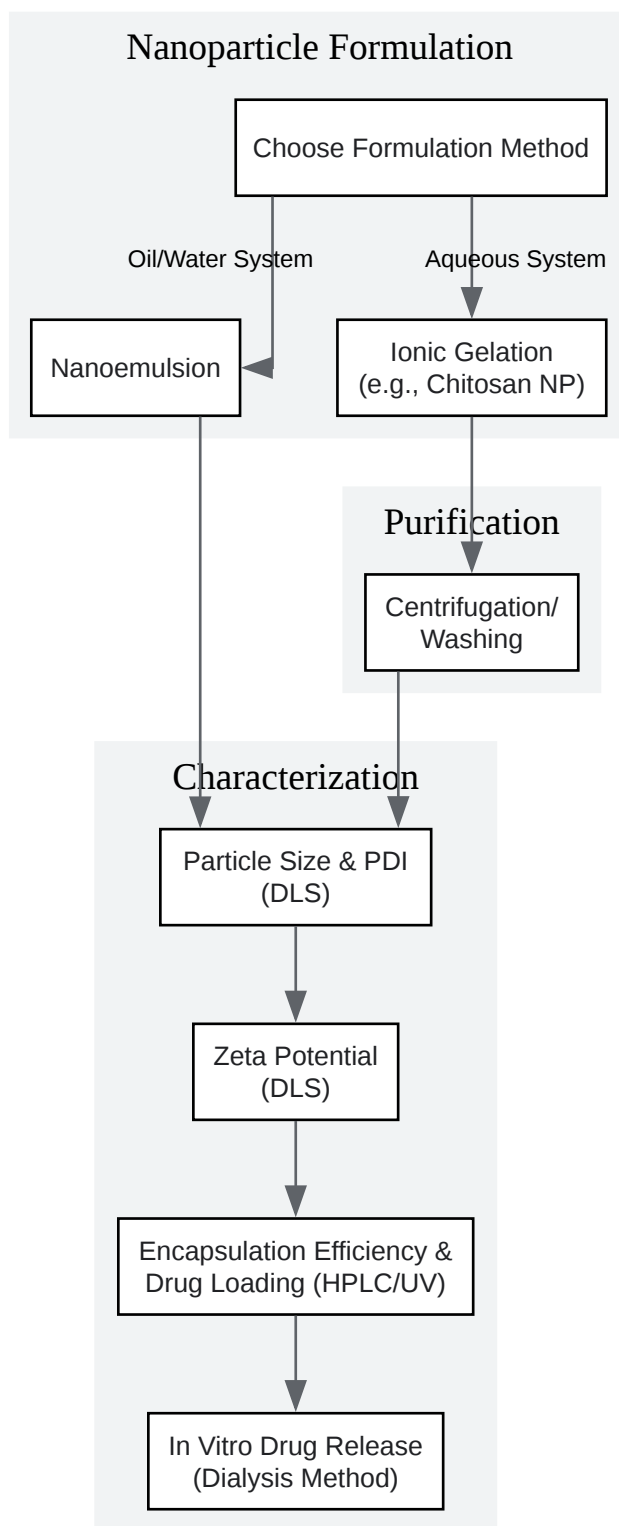 Nanoparticle Formulation
Choose Formulation Method
Oil/Water System
Aqueous System
Nanoemulsion
Ionic Gelation
(e.g., Chitosan NP)
Purification
Centrifugation/
Washing
Characterization
Particle Size & PDI
(DLS)
Zeta Potential
(DLS)
Encapsulation Efficiency &
Drug Loading (HPLC/UV)
In Vitro Drug Release
(Dialysis Method)